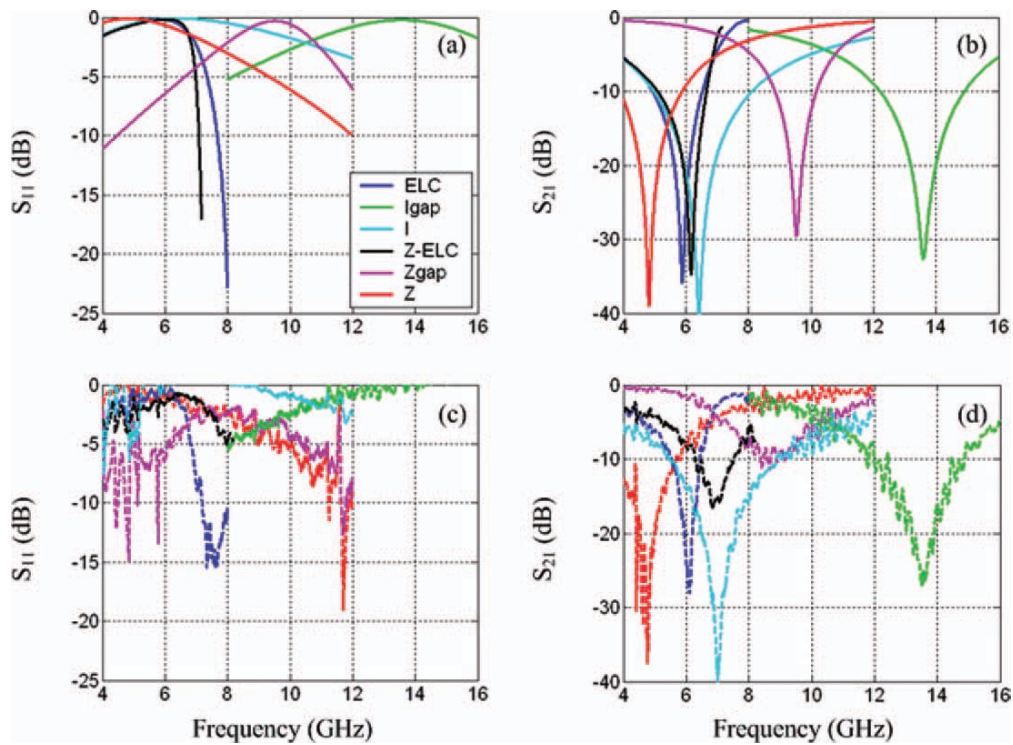 (a)
S11 (dB)
0
-5
-10
-15
-20
-25
4 6 8 10 12 14 16
ELC
Igap
I
Z-ELC
Zgap
Z
(b)
S21 (dB)
0
-10
-20
-30
-40
4 6 8 10 12 14 16
(c)
S11 (dB)
0
-5
-10
-15
-20
-25
4 6 8 10 12 14 16
Frequency (GHz)
(d)
S21 (dB)
0
-10
-20
-30
-40
4 6 8 10 12 14 16
Frequency (GHz)